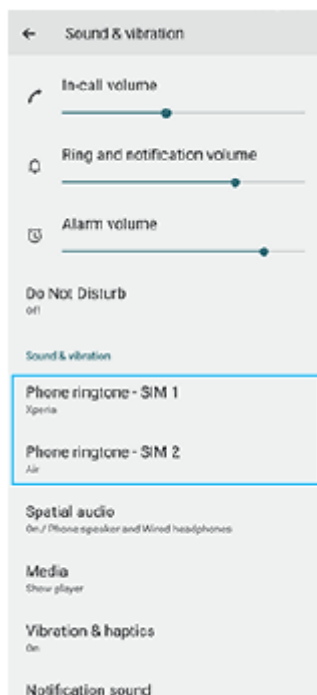 Sound & vibration
In-call volume
Ring and notification volume
Alarm volume
Do Not Disturb
Off
Sound & vibration
Phone ringtone - SIM 1
Xperia
Phone ringtone - SIM 2
Air
Spatial audio
On / Phone speaker and Wired headphones
Media
Show player
Vibration & haptics
On
Notification sound